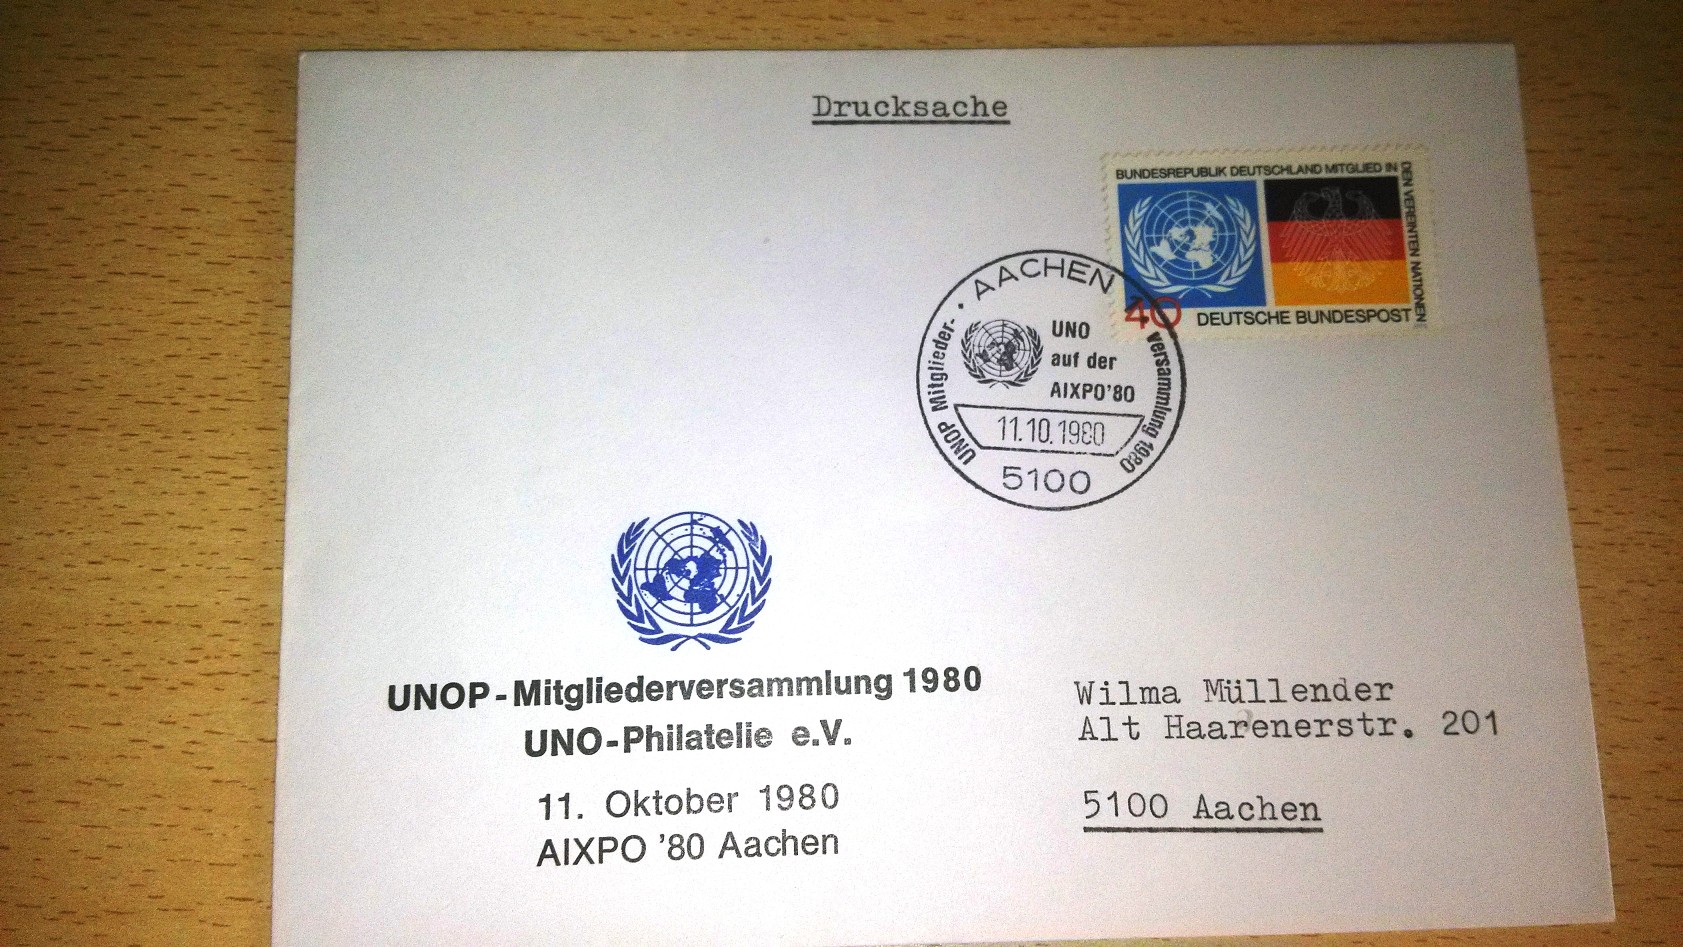 Drucksache
BUNDESREPUBLIK DEUTSCHLAND MITGLIED IN
DEN VEREINTEN NATIONEN
40 DEUTSCHE BUNDESPOST
AACHEN
UNOP Mitglieder-
versammlung 1980
UNO
auf der
AIXPO'80
11.10.1980
5100
UNOP-Mitgliederversammlung 1980
UNO-Philatelie e.V.
11. Oktober 1980
AIXPO '80 Aachen
Wilma Müllender
Alt Haarenerstr. 201
5100 Aachen